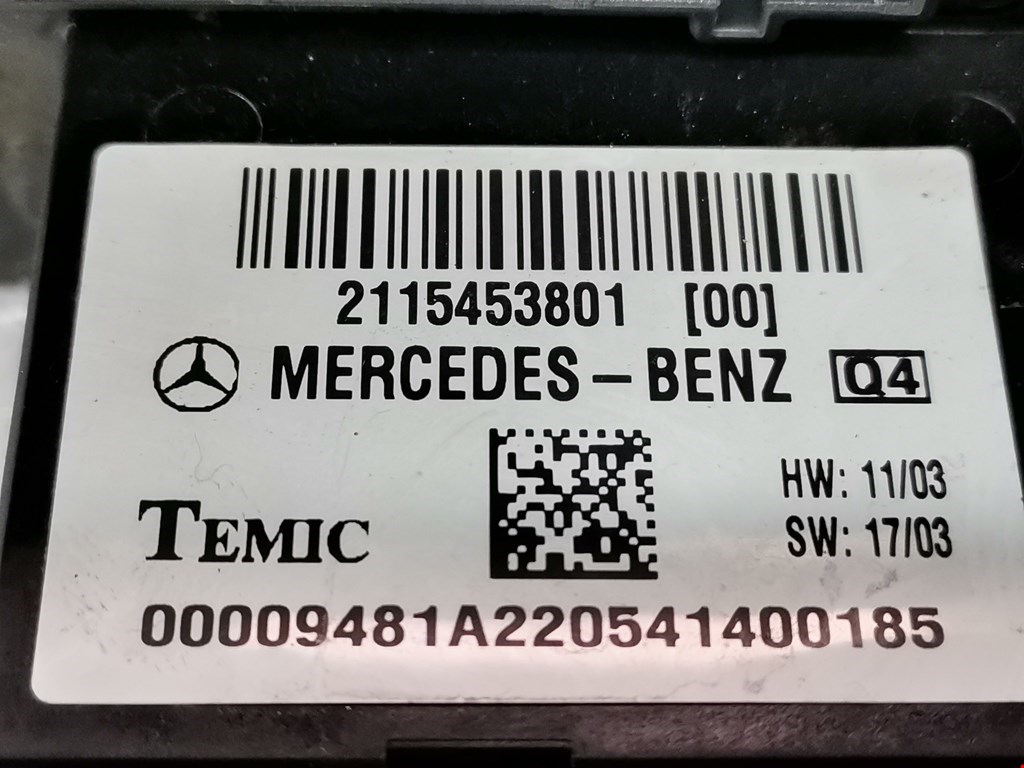 2115453801 [00]
MERCEDES-BENZ Q4
HW: 11/03
TEMIC
SW: 17/03
00009481A220541400185